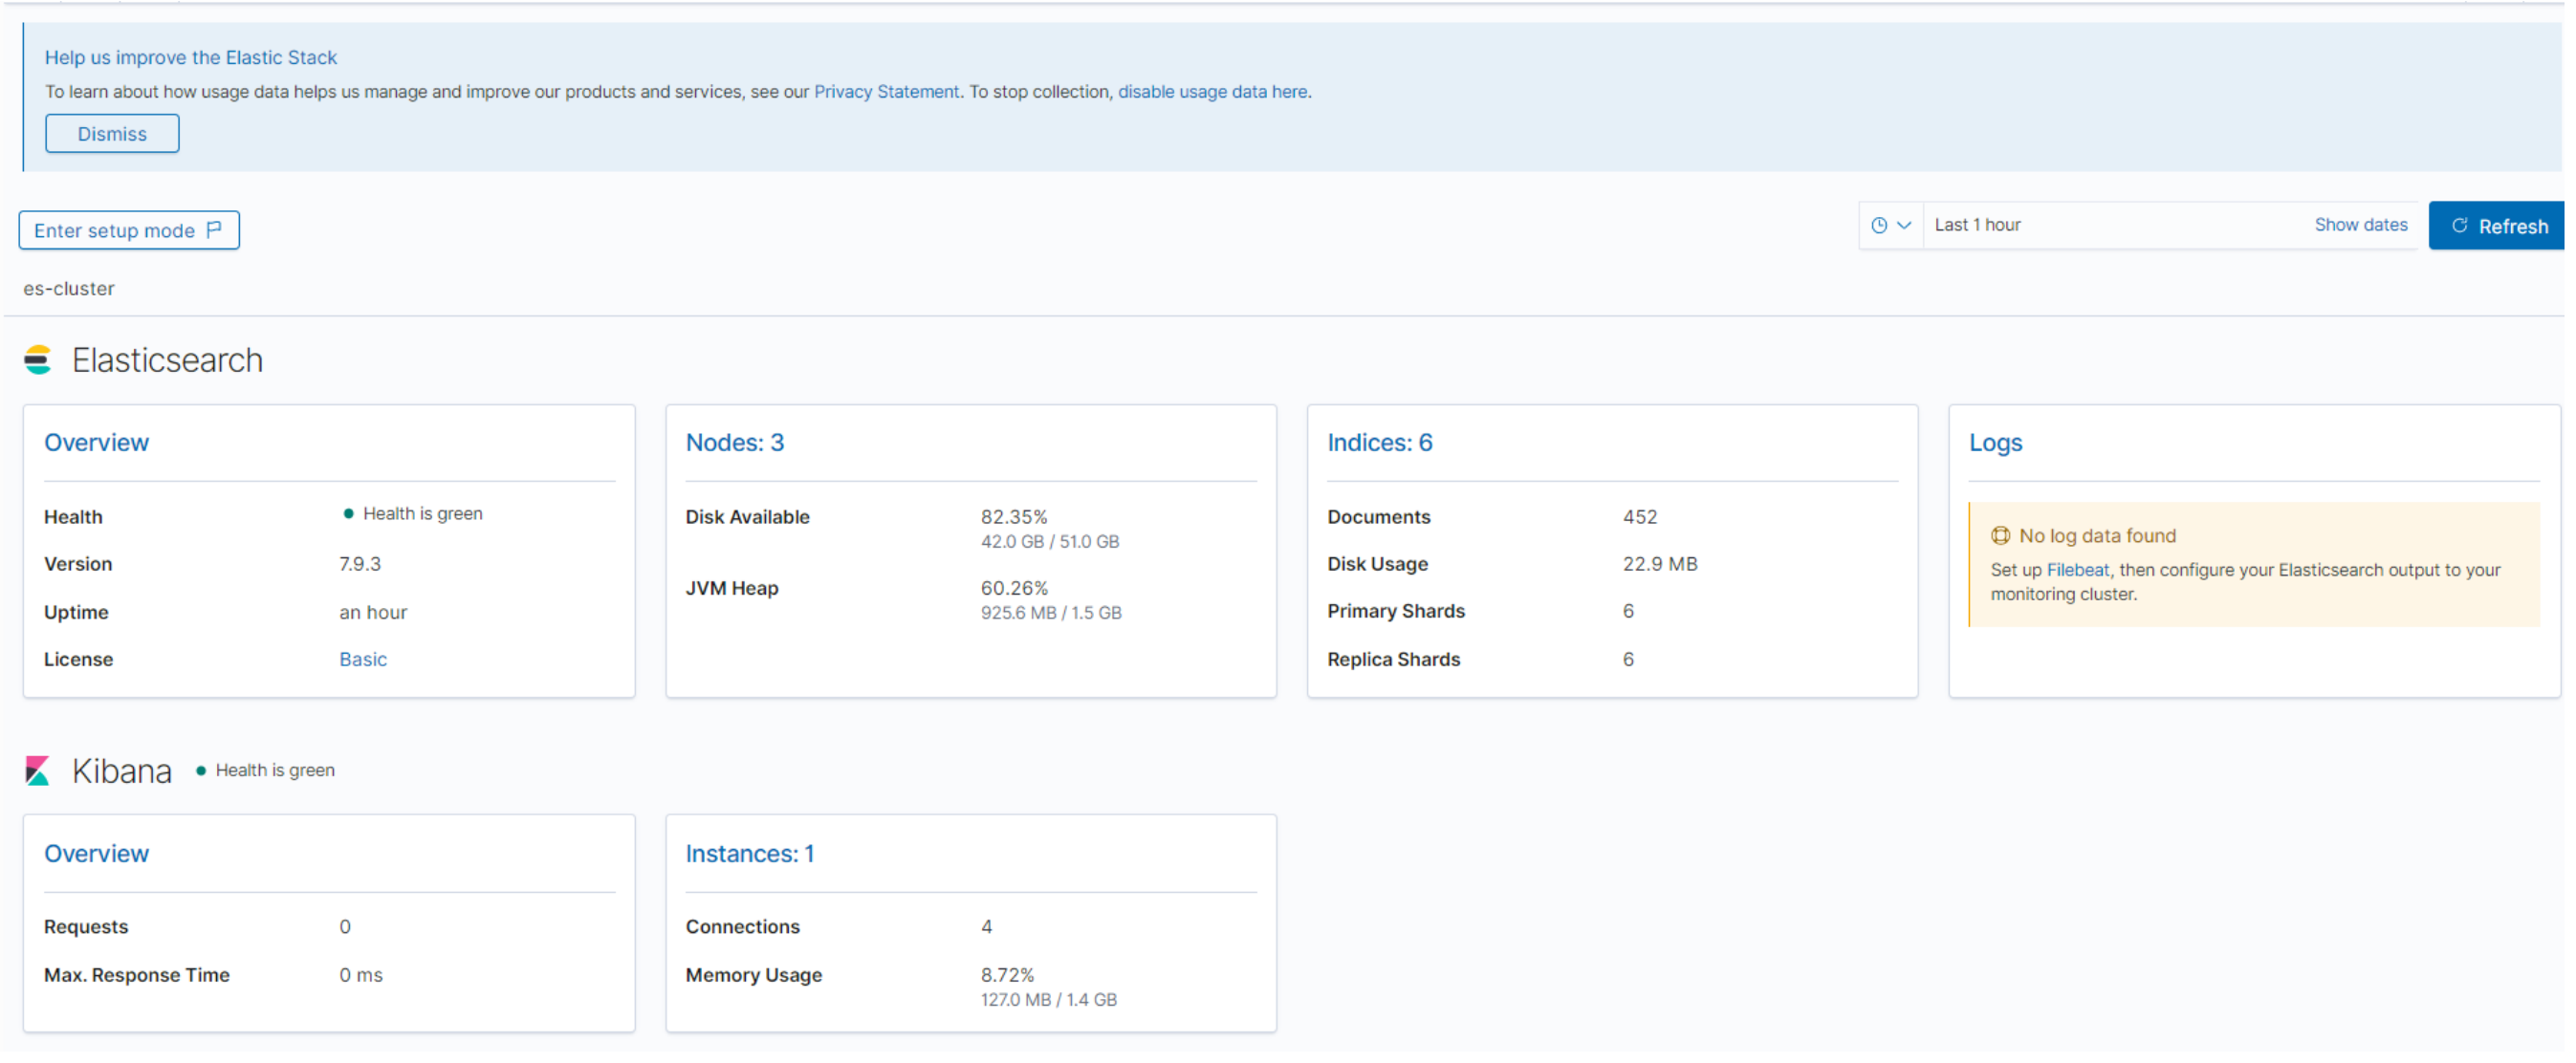 Help us improve the Elastic Stack
To learn about how usage data helps us manage and improve our products and services, see our Privacy Statement. To stop collection, disable usage data here.
Dismiss
Enter setup mode
Last 1 hour
Show dates
Refresh
es-cluster
Elasticsearch
Overview
Health
Health is green
Version
7.9.3
Uptime
an hour
License
Basic
Nodes: 3
Disk Available
82.35%
42.0 GB / 51.0 GB
JVM Heap
60.26%
925.6 MB / 1.5 GB
Indices: 6
Documents
452
Disk Usage
22.9 MB
Primary Shards
6
Replica Shards
6
Logs
No log data found
Set up Filebeat, then configure your Elasticsearch output to your
monitoring cluster.
Kibana
Health is green
Overview
Requests
0
Max. Response Time
0 ms
Instances: 1
Connections
4
Memory Usage
8.72%
127.0 MB / 1.4 GB